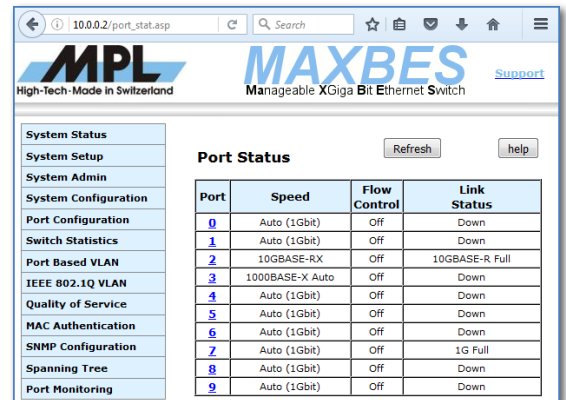 10.0.0.2/port_stat.asp
Search
MPL
High-Tech · Made in Switzerland
MAXBES
Manageable XGiga Bit Ethernet Switch
Support
System Status
System Setup
System Admin
System Configuration
Port Configuration
Switch Statistics
Port Based VLAN
IEEE 802.1Q VLAN
Quality of Service
MAC Authentication
SNMP Configuration
Spanning Tree
Port Monitoring
Port Status
Refresh
help
Port Speed Flow Control Link Status
0 Auto (1Gbit) Off Down
1 Auto (1Gbit) Off Down
2 10GBASE-RX Off 10GBASE-R Full
3 1000BASE-X Auto Off Down
4 Auto (1Gbit) Off Down
5 Auto (1Gbit) Off Down
6 Auto (1Gbit) Off Down
7 Auto (1Gbit) Off 1G Full
8 Auto (1Gbit) Off Down
9 Auto (1Gbit) Off Down